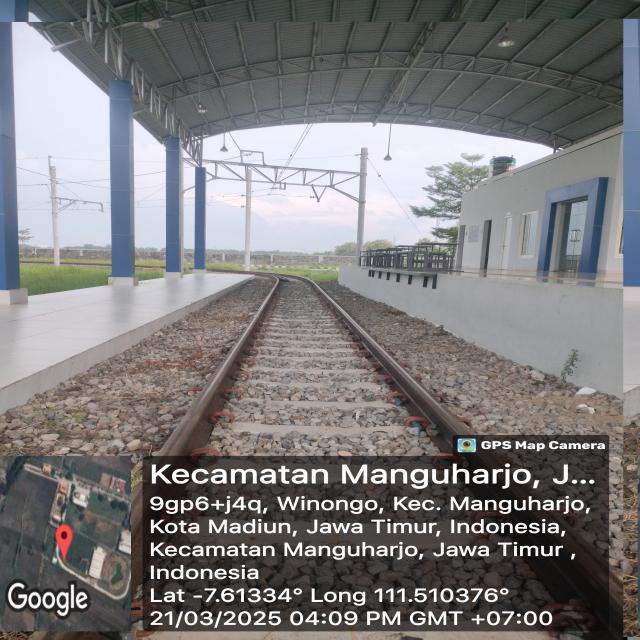 GPS Map Camera
Kecamatan Manguharjo, J...
9gp6+j4q, Winongo, Kec. Manguharjo,
Kota Madiun, Jawa Timur, Indonesia,
Kecamatan Manguharjo, Jawa Timur ,
Indonesia
Lat -7.61334° Long 111.510376°
21/03/2025 04:09 PM GMT +07:00
Google